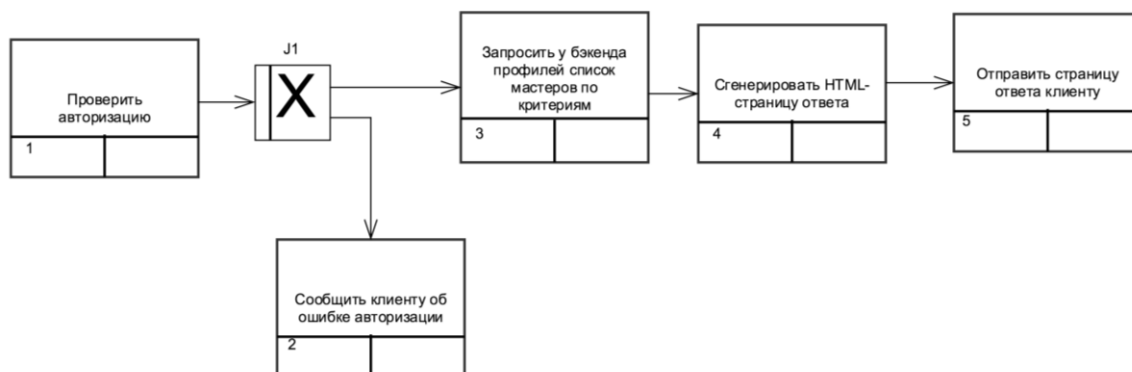 Проверить
авторизацию
1
J1
X
Запросить у бэкенда
профилей список
мастеров по
критериям
3
Сгенерировать HTML-
страницу ответа
4
Отправить страницу
ответа клиенту
5
Сообщить клиенту об
ошибке авторизации
2